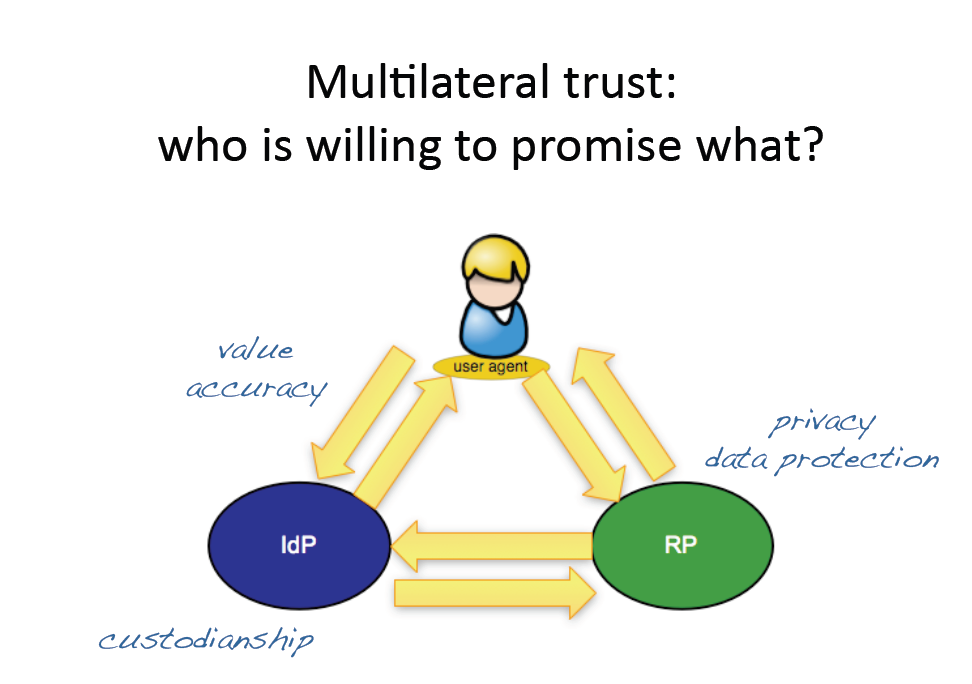 Multilateral trust:
who is willing to promise what?
user agent
value
accuracy
privacy
data protection
IdP
RP
custodianship